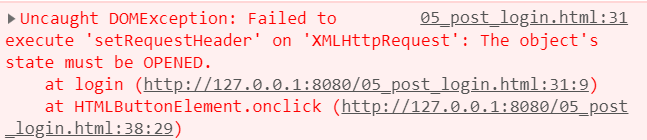 ▶Uncaught DOMException: Failed to 05_post_login.html:31
execute 'setRequestHeader' on 'XMLHttpRequest': The object's
state must be OPENED.
at login (http://127.0.0.1:8080/05_post_login.html:31:9)
at HTMLButtonElement.onclick (http://127.0.0.1:8080/05_post
_login.html:38:29)